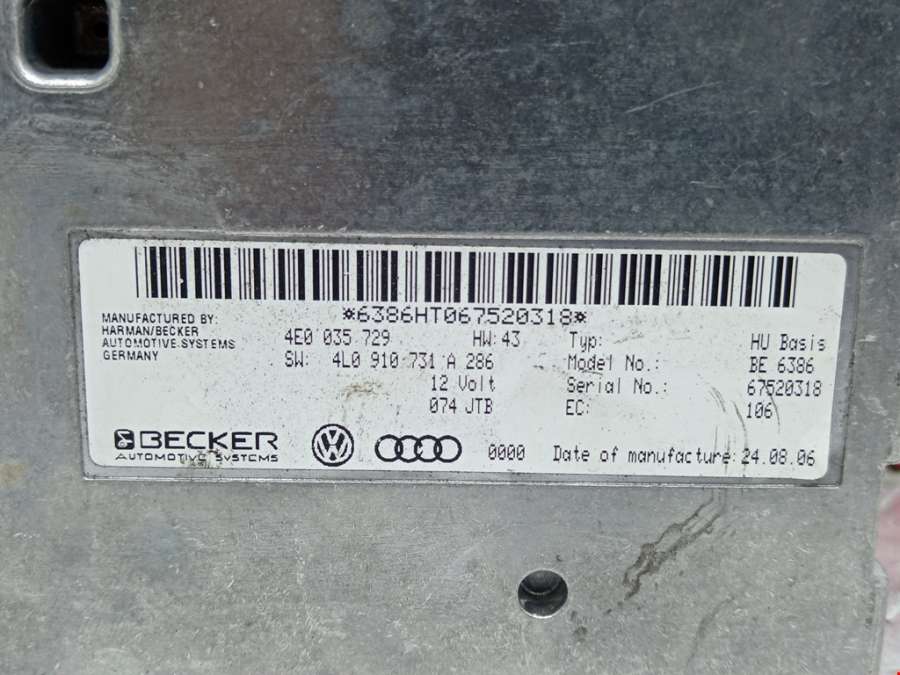 *6386HT067520318*
MANUFACTURED BY:
HARMAN/BECKER
AUTOMOTIVE.SYSTEMS
GERMANY
4E0 035 729 HW: 43
SW: 4L0 910 731 A 286
12 Volt
074 JTB
Typ: HU Basis
Model No.: BE 6386
Serial No.: 67520318
EC: 106
BECKER
AUTOMOTIVE SYSTEMS
0000 Date of manufacture: 24.08.06